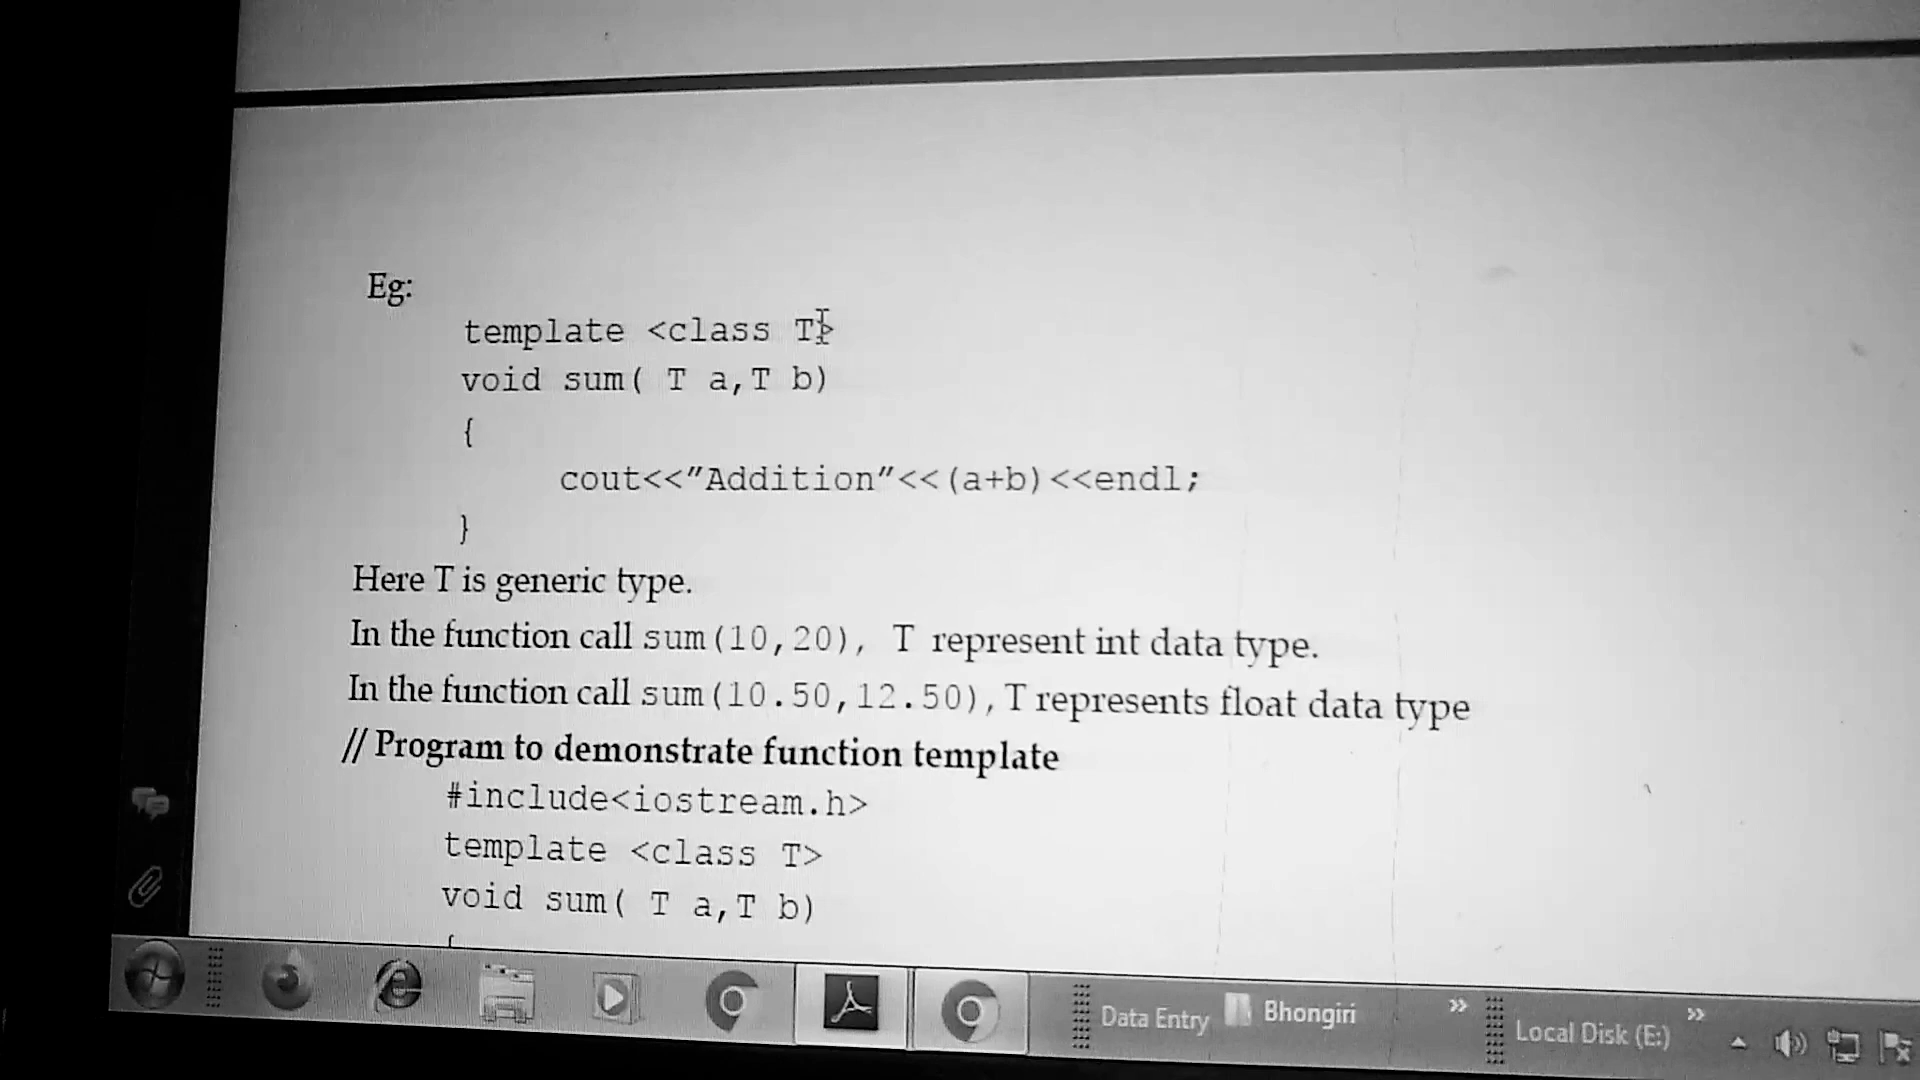 Eg:
template <class T>
void sum( T a,T b)
{
cout<<"Addition"<<(a+b)<<endl;
}
Here T is generic type.
In the function call sum(10,20), T represent int data type.
In the function call sum(10.50,12.50),T represents float data type
// Program to demonstrate function template
#include<iostream.h>
template <class T>
void sum( T a,T b)
{
Data Entry Bhongiri » Local Disk (E:) »